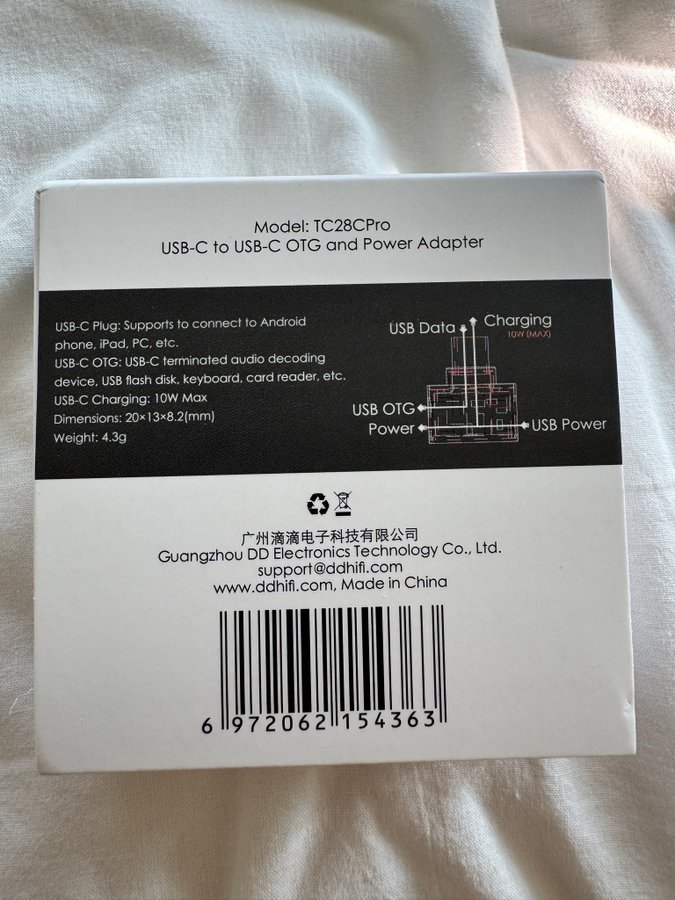 Model: TC28CPro
USB-C to USB-C OTG and Power Adapter
USB-C Plug: Supports to connect to Android
phone, iPad, PC, etc.
USB-C OTG: USB-C terminated audio decoding
device, USB flash disk, keyboard, card reader, etc.
USB-C Charging: 10W Max
Dimensions: 20×13×8.2(mm)
Weight: 4.3g
USB Data
Charging
10W (MAX)
USB OTG
Power
USB Power
广州滴滴电子科技有限公司
Guangzhou DD Electronics Technology Co., Ltd.
support@ddhifi.com
www.ddhifi.com, Made in China
6 972062 154363